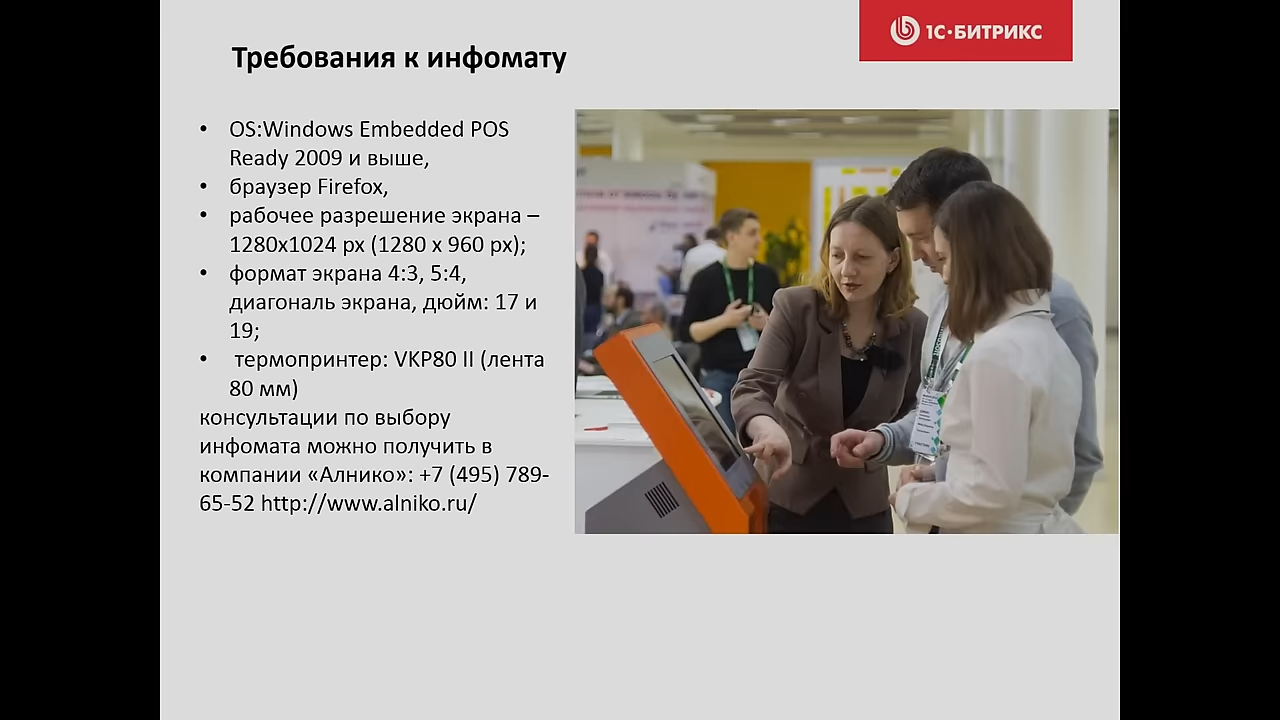 1С·БИТРИКС
Требования к инфомату
• OS:Windows Embedded POS
Ready 2009 и выше,
• браузер Firefox,
• рабочее разрешение экрана –
1280x1024 px (1280 x 960 px);
• формат экрана 4:3, 5:4,
диагональ экрана, дюйм: 17 и
19;
• термопринтер: VKP80 II (лента
80 мм)
консультации по выбору
инфомата можно получить в
компании «Алнико»: +7 (495) 789-
65-52 http://www.alniko.ru/